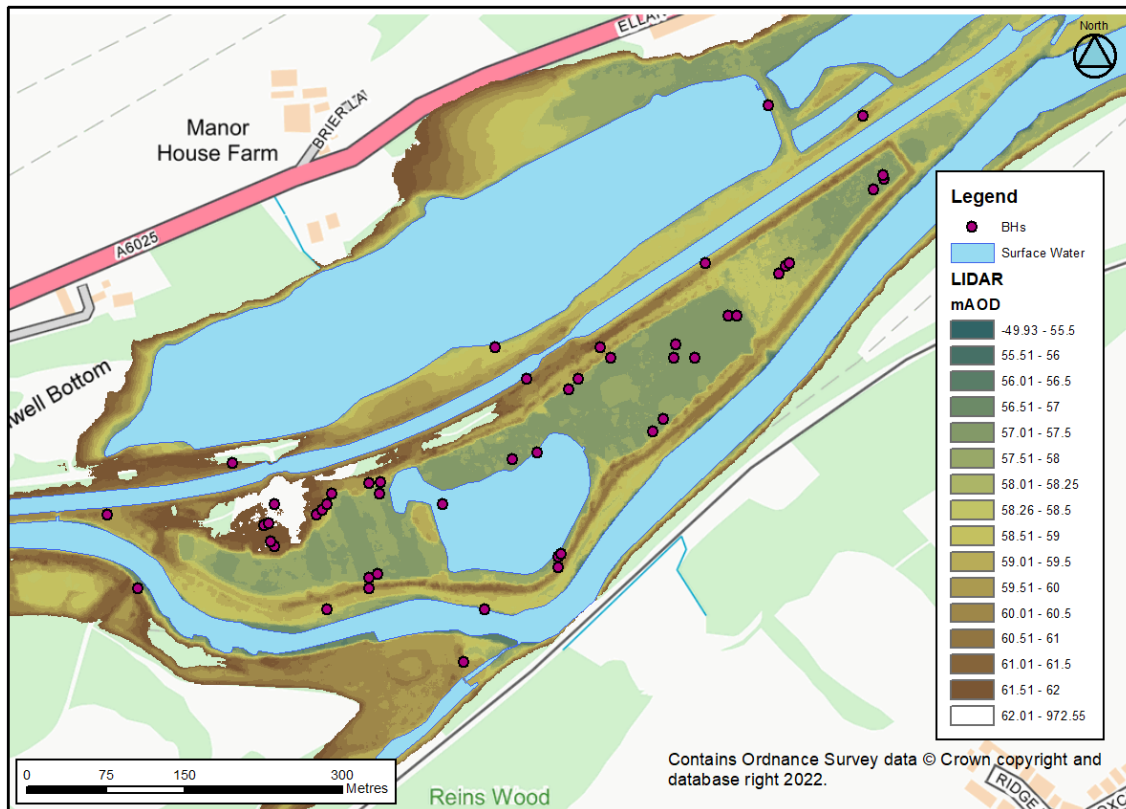 ELLAN
North
Manor
House Farm
BRIER LA
A6025
well Bottom
Legend
BHs
Surface Water
LIDAR
mAOD
-49.93 - 55.5
55.51 - 56
56.01 - 56.5
56.51 - 57
57.01 - 57.5
57.51 - 58
58.01 - 58.25
58.26 - 58.5
58.51 - 59
59.01 - 59.5
59.51 - 60
60.01 - 60.5
60.51 - 61
61.01 - 61.5
61.51 - 62
62.01 - 972.55
Contains Ordnance Survey data © Crown copyright and
database right 2022.
0 75 150 300
Metres
Reins Wood
RIDGE
OXC